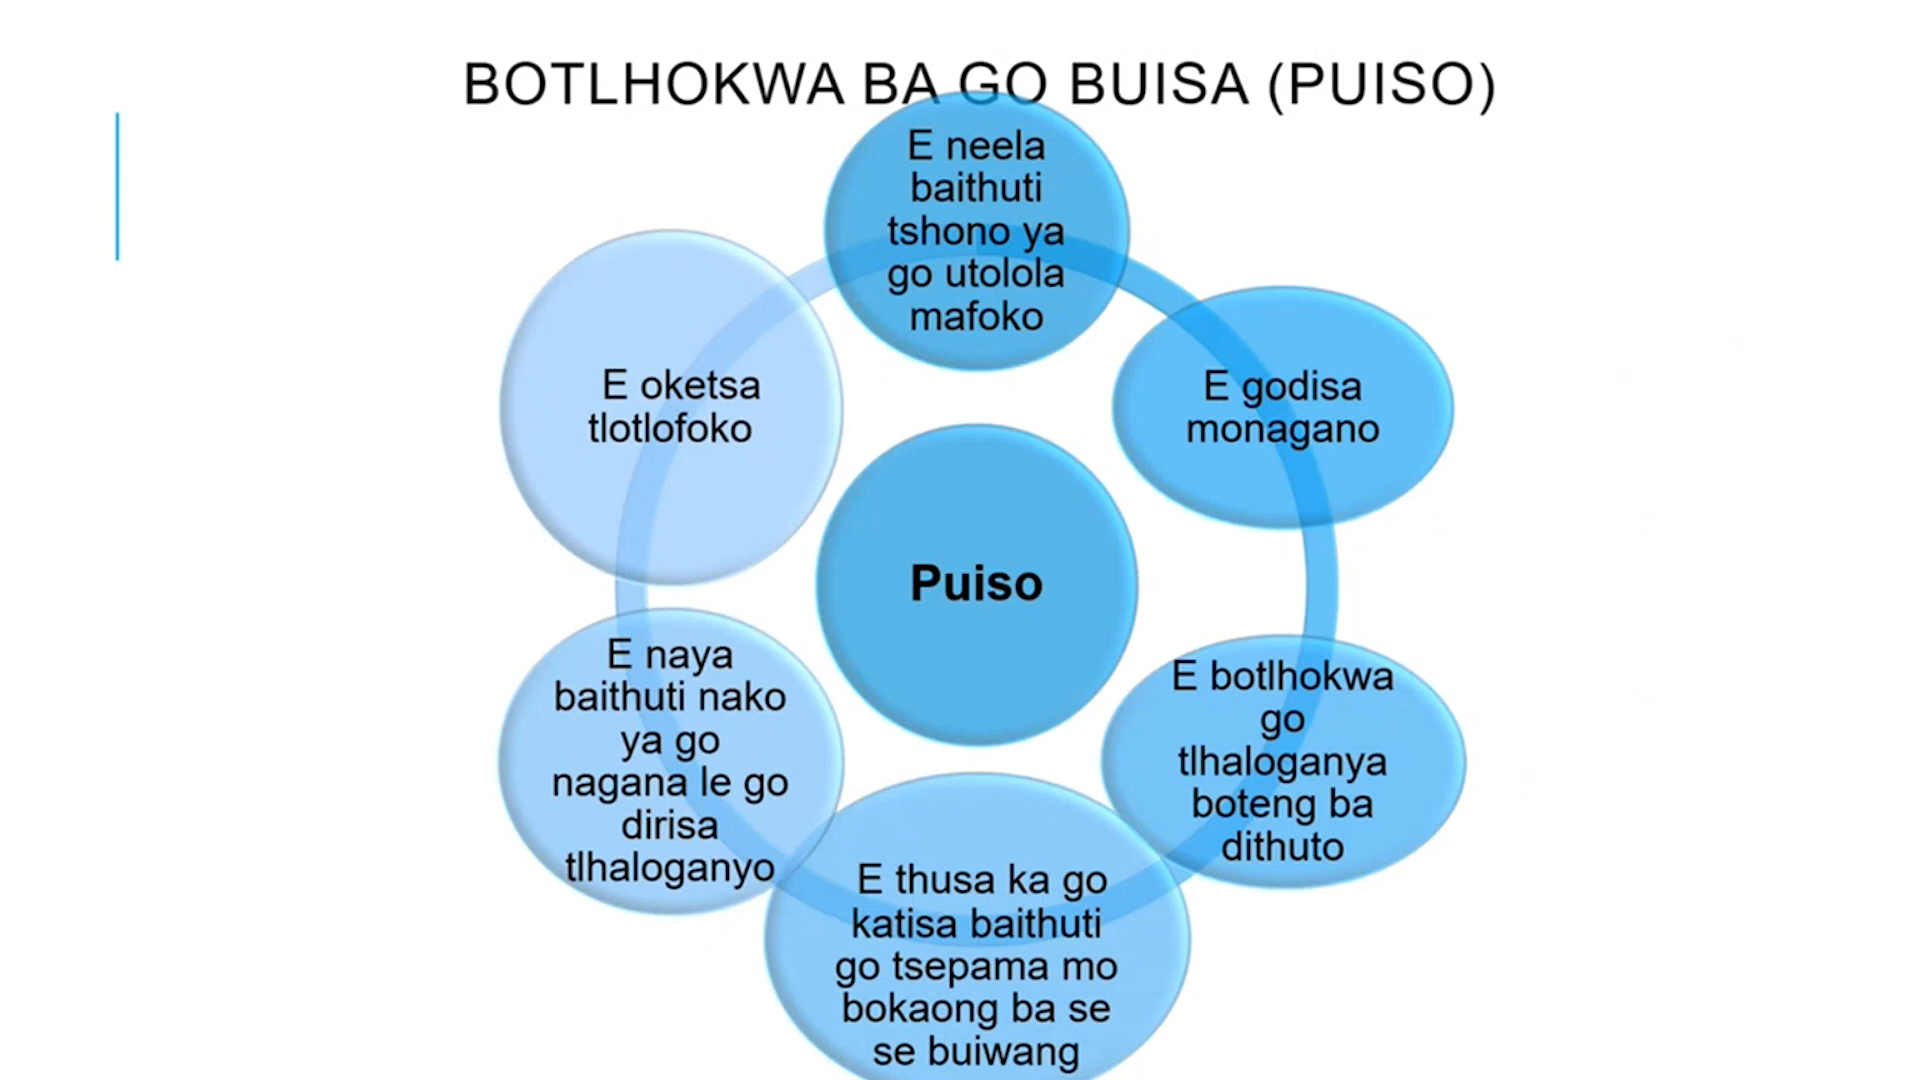 BOTLHOKWA BA GO BUISA (PUISO)
E neela
baithuti
tshono ya
go utolola
mafoko
E godisa
monagano
E botlhokwa
go
tlhaloganya
boteng ba
dithuto
E thusa ka go
katisa baithuti
go tsepama mo
bokaong ba se
se buiwang
E naya
baithuti nako
ya go
nagana le go
dirisa
tlhaloganyo
E oketsa
tlotlofoko
Puiso